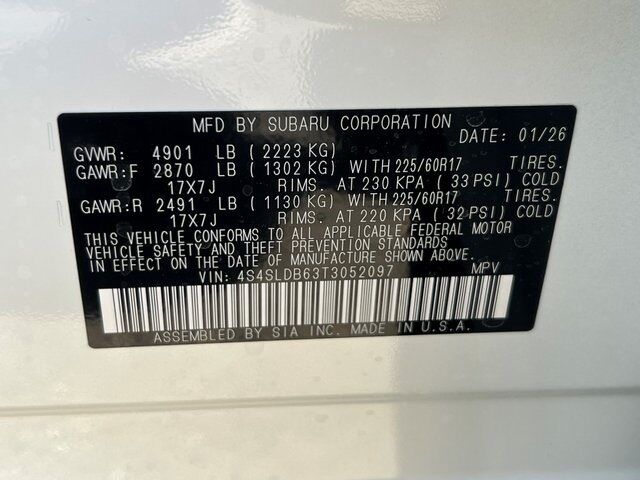 MFD BY SUBARU CORPORATION
DATE: 01/26
GVWR: 4901 LB (2223 KG)
GAWR:F 2870 LB (1302 KG) WITH 225/60R17 TIRES.
17X7J RIMS. AT 230 KPA (33 PSI) COLD
GAWR:R 2491 LB (1130 KG) WITH 225/60R17 TIRES.
17X7J RIMS. AT 220 KPA (32 PSI) COLD
THIS VEHICLE CONFORMS TO ALL APPLICABLE FEDERAL MOTOR
VEHICLE SAFETY AND THEFT PREVENTION STANDARDS
IN EFFECT ON THE DATE OF MANUFACTURE SHOWN ABOVE.
VIN: 4S4SLDB63T3052097 MPV
ASSEMBLED BY SIA INC. MADE IN U.S.A.